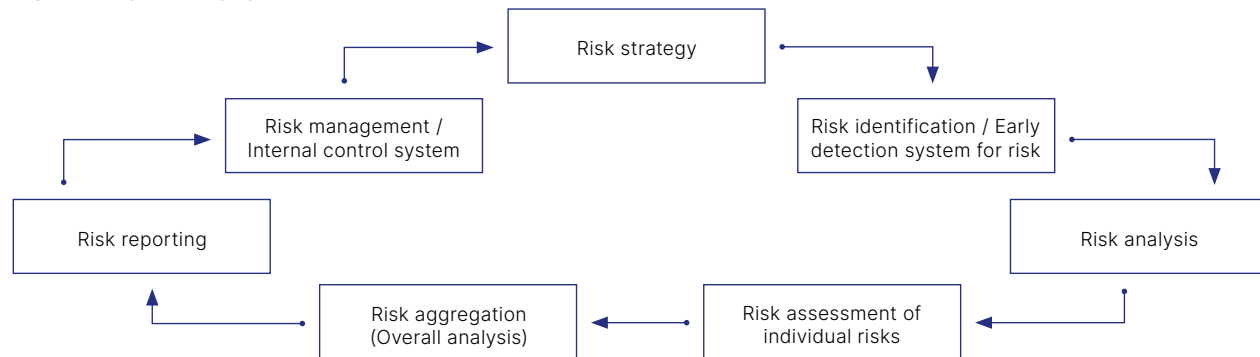 Risk strategy
Risk management /
Internal control system
Risk identification / Early
detection system for risk
Risk reporting
Risk analysis
Risk aggregation
(Overall analysis)
Risk assessment of
individual risks